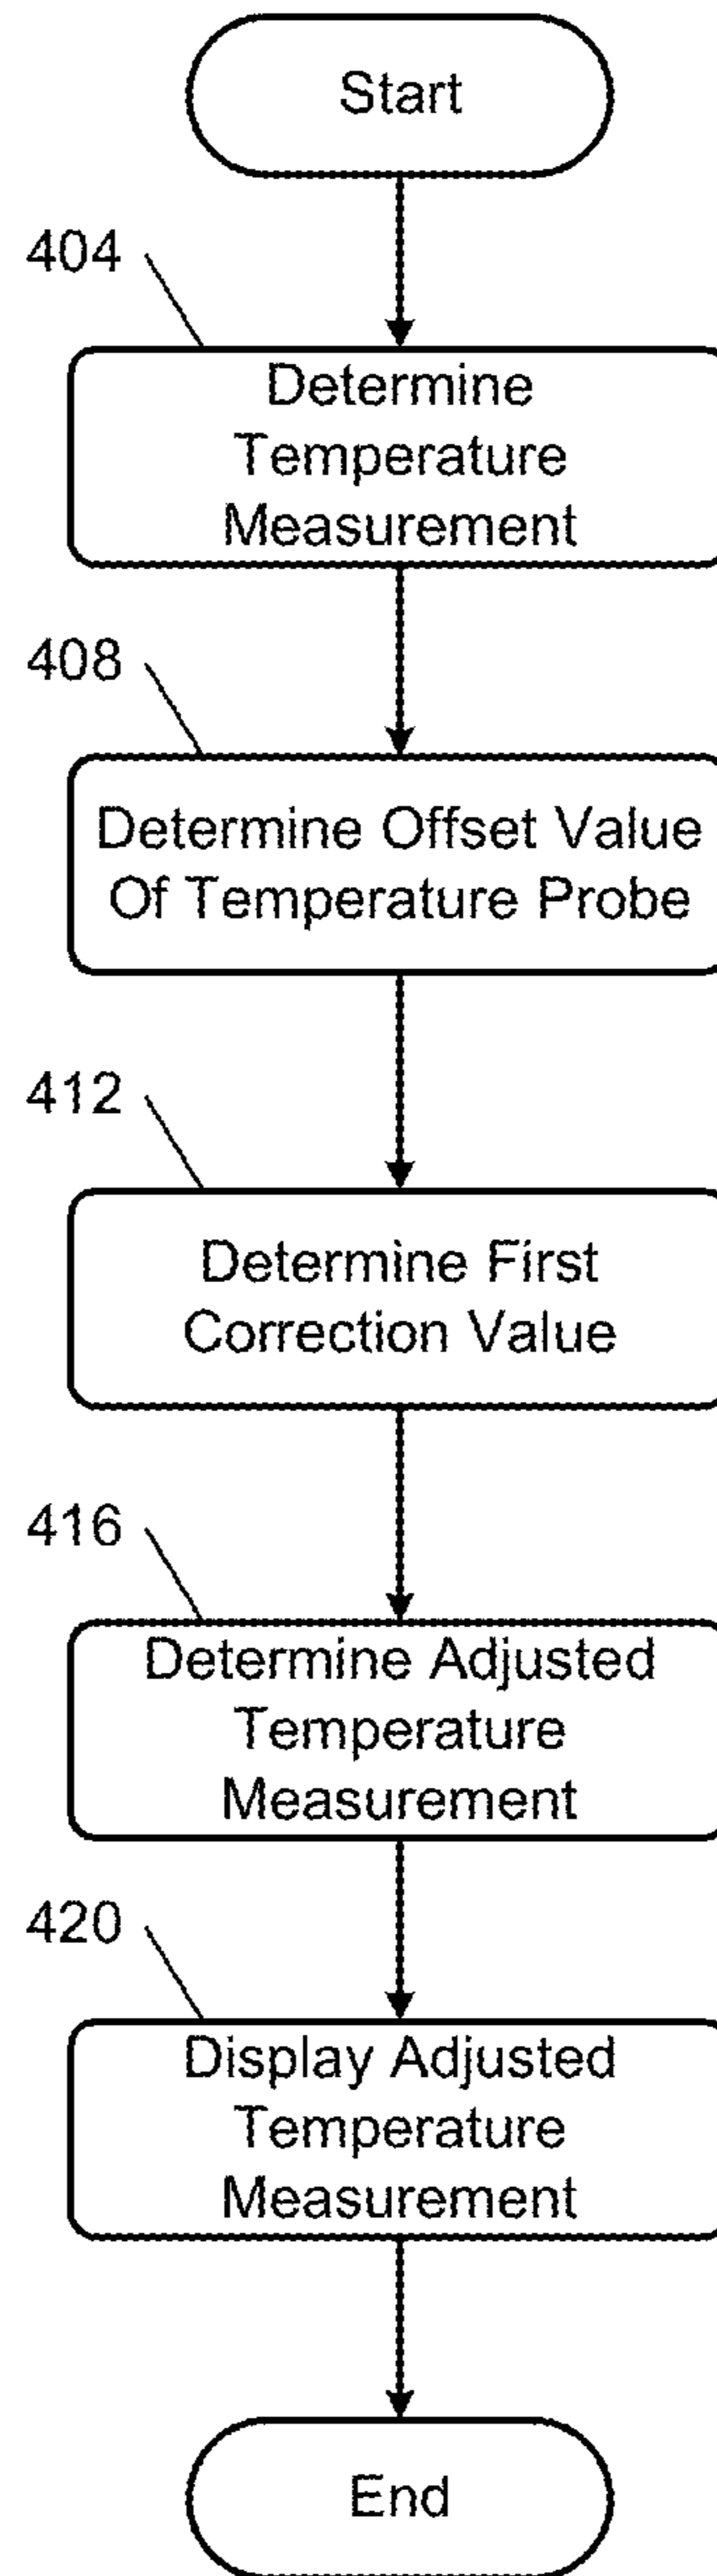 Start
404
Determine
Temperature
Measurement
408
Determine Offset Value
Of Temperature Probe
412
Determine First
Correction Value
416
Determine Adjusted
Temperature
Measurement
420
Display Adjusted
Temperature
Measurement
End